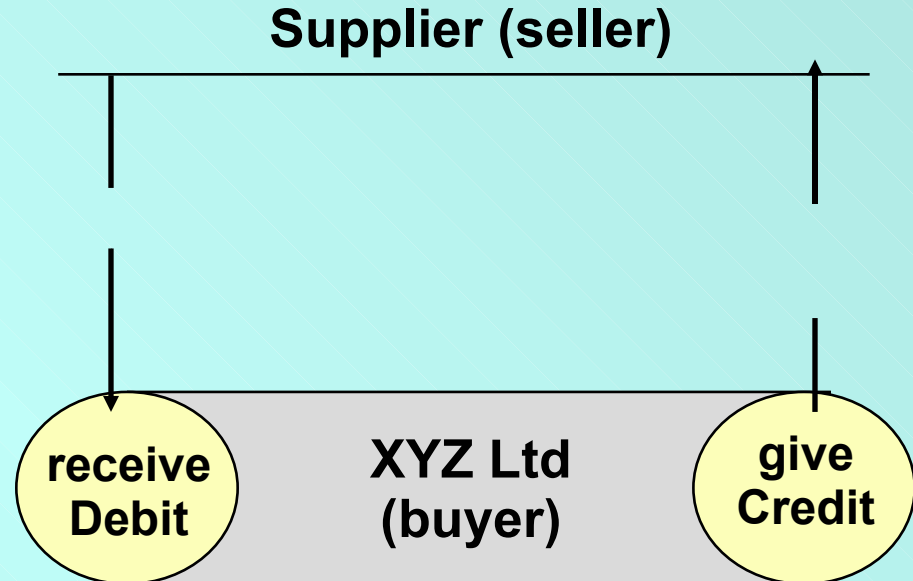 Supplier (seller)
receive
Debit
XYZ Ltd
(buyer)
give
Credit